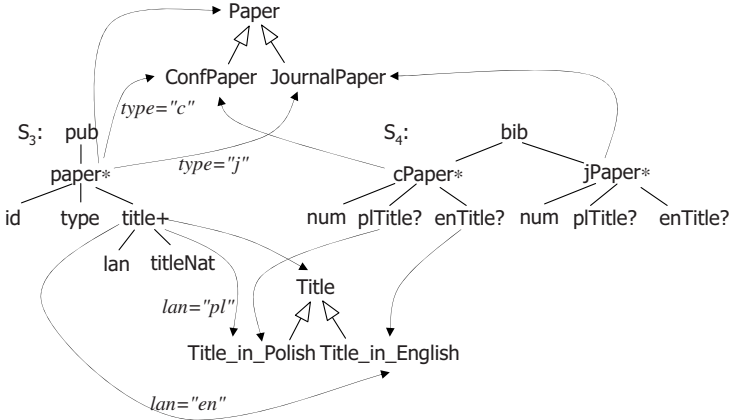 Paper
ConfPaper JournalPaper
type="c"
S3: pub S4: bib
type="j"
paper* cPaper* jPaper*
id type title+ num plTitle? enTitle? num plTitle? enTitle?
lan titleNat
Title
lan="pl"
Title_in_Polish Title_in_English
lan="en"